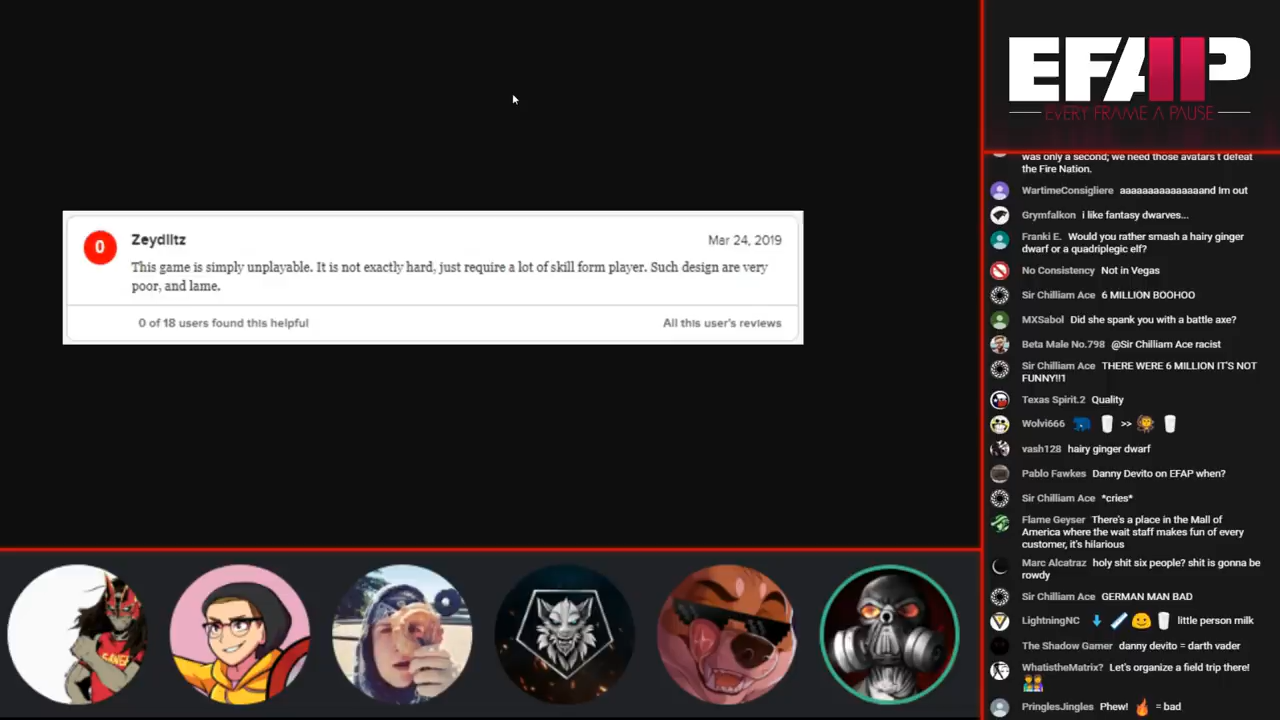 EFAP
EVERY FRAME A PAUSE
0
Zeydlitz
Mar 24, 2019
This game is simply unplayable. It is not exactly hard, just require a lot of skill form player. Such design are very
poor, and lame.
0 of 18 users found this helpful
All this user's reviews
was only a second; we need those avatars t defeat
the Fire Nation.
WartimeConsigliere aaaaaaaaaaaaaaand Im out
Grymfalkon i like fantasy dwarves...
Franki E. Would you rather smash a hairy ginger
dwarf or a quadriplegic elf?
No Consistency Not in Vegas
Sir Chilliam Ace 6 MILLION BOOHOO
MXSabol Did she spank you with a battle axe?
Beta Male No.798 @Sir Chilliam Ace racist
Sir Chilliam Ace THERE WERE 6 MILLION IT'S NOT
FUNNY!!1
Texas Spirit.2 Quality
Wolvi666 >>
vash128 hairy ginger dwarf
Pablo Fawkes Danny Devito on EFAP when?
Sir Chilliam Ace *cries*
Flame Geyser There's a place in the Mall of
America where the wait staff makes fun of every
customer, it's hilarious
Marc Alcatraz holy shit six people? shit is gonna be
rowdy
Sir Chilliam Ace GERMAN MAN BAD
LightningNC little person milk
The Shadow Gamer danny devito = darth vader
WhatistheMatrix? Let's organize a field trip there!
PringlesJingles Phew! = bad